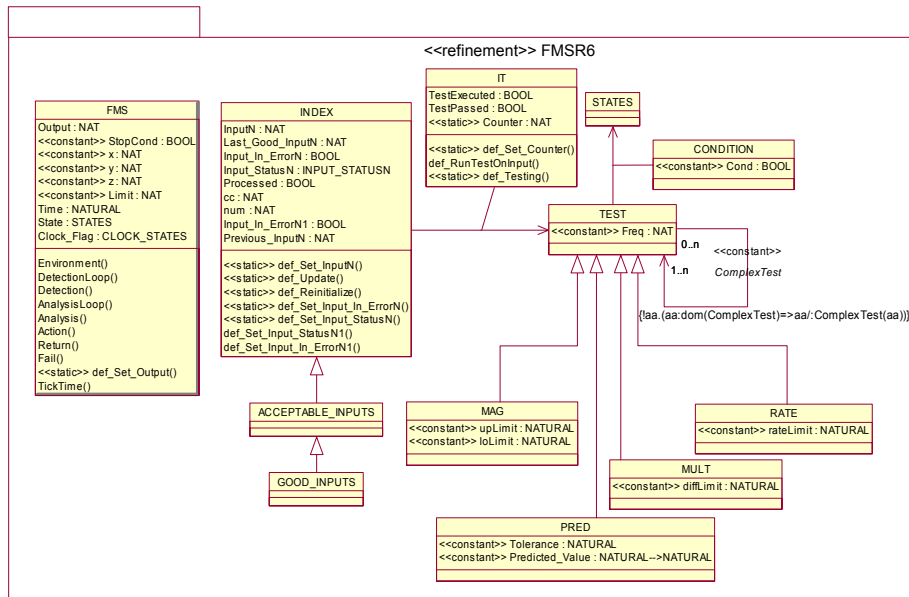 <<refinement>> FMSR6
FMS
Output : NAT
<<constant>> StopCond : BOOL
<<constant>> x : NAT
<<constant>> y : NAT
<<constant>> z : NAT
<<constant>> Limit : NAT
Time : NATURAL
State : STATES
Clock_Flag : CLOCK_STATES
Environment()
DetectionLoop()
Detection()
AnalysisLoop()
Analysis()
Action()
Return()
Fail()
<<static>> def_Set_Output()
TickTime()
INDEX
InputN : NAT
Last_Good_InputN : NAT
Input_In_ErrorN : BOOL
Input_StatusN : INPUT_STATUSN
Processed : BOOL
cc : NAT
num : NAT
Input_In_ErrorN1 : BOOL
Previous_InputN : NAT
<<static>> def_Set_InputN()
<<static>> def_Update()
<<static>> def_Reinitialize()
<<static>> def_Set_Input_In_ErrorN()
<<static>> def_Set_Input_StatusN()
def_Set_Input_StatusN1()
def_Set_Input_In_ErrorN1()
ACCEPTABLE_INPUTS
GOOD_INPUTS
IT
TestExecuted : BOOL
TestPassed : BOOL
<<static>> Counter : NAT
<<static>> def_Set_Counter()
def_RunTestOnInput()
<<static>> def_Testing()
STATES
CONDITION
<<constant>> Cond : BOOL
TEST
<<constant>> Freq : NAT
0..n
<<constant>>
ComplexTest
1..n
{!aa.(aa:dom(ComplexTest)=>aa/:ComplexTest(aa))}
MAG
<<constant>> upLimit : NATURAL
<<constant>> loLimit : NATURAL
RATE
<<constant>> rateLimit : NATURAL
MULT
<<constant>> diffLimit : NATURAL
PRED
<<constant>> Tolerance : NATURAL
<<constant>> Predicted_Value : NATURAL-->NATURAL